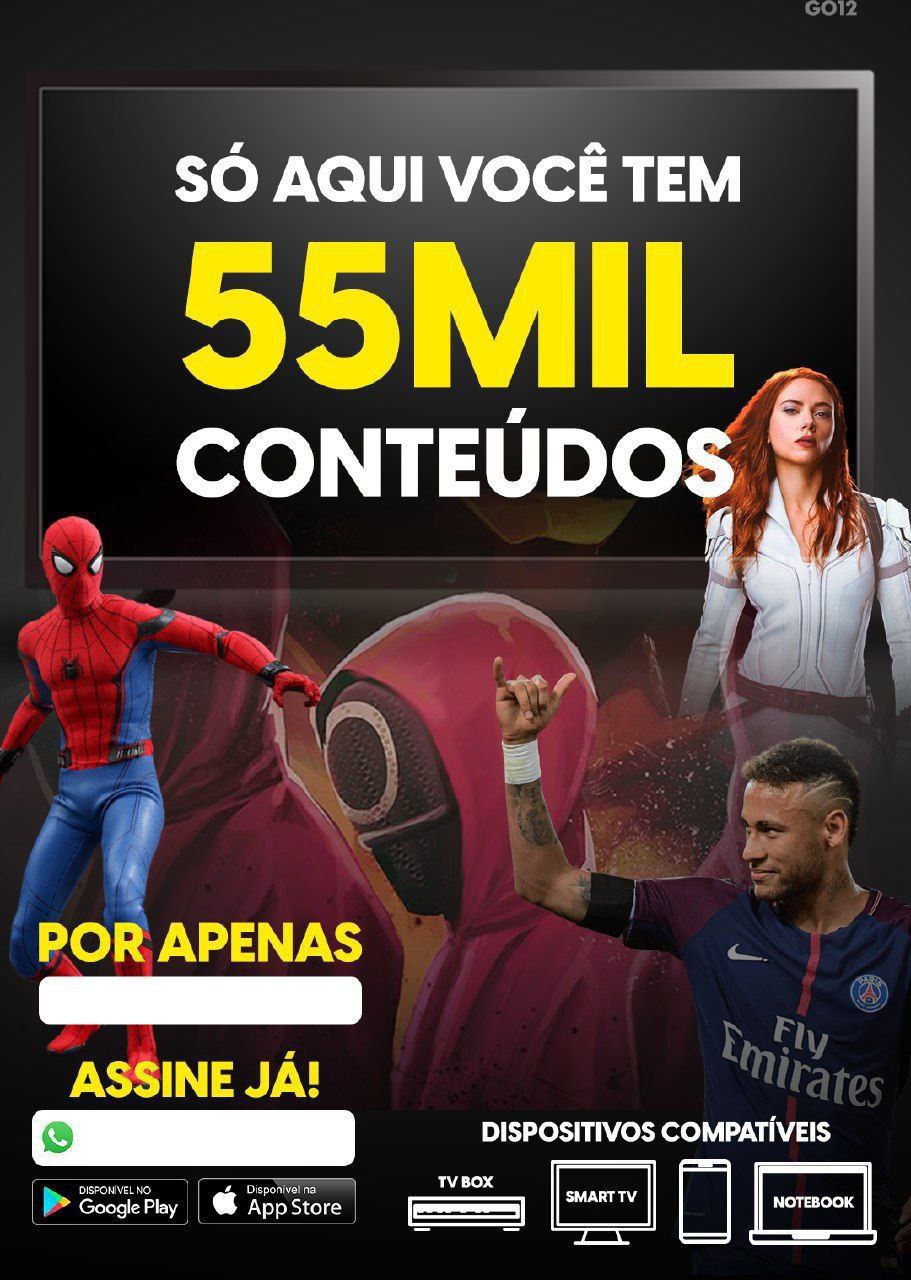 GO12
SÓ AQUI VOCÊ TEM
55MIL
CONTEÚDOS
POR APENAS
ASSINE JÁ!
PARIS
Fly
Emirates
DISPOSITIVOS COMPATÍVEIS
TV BOX
SMART TV
NOTEBOOK
DISPONÍVEL NO
Google Play
Disponível na
App Store